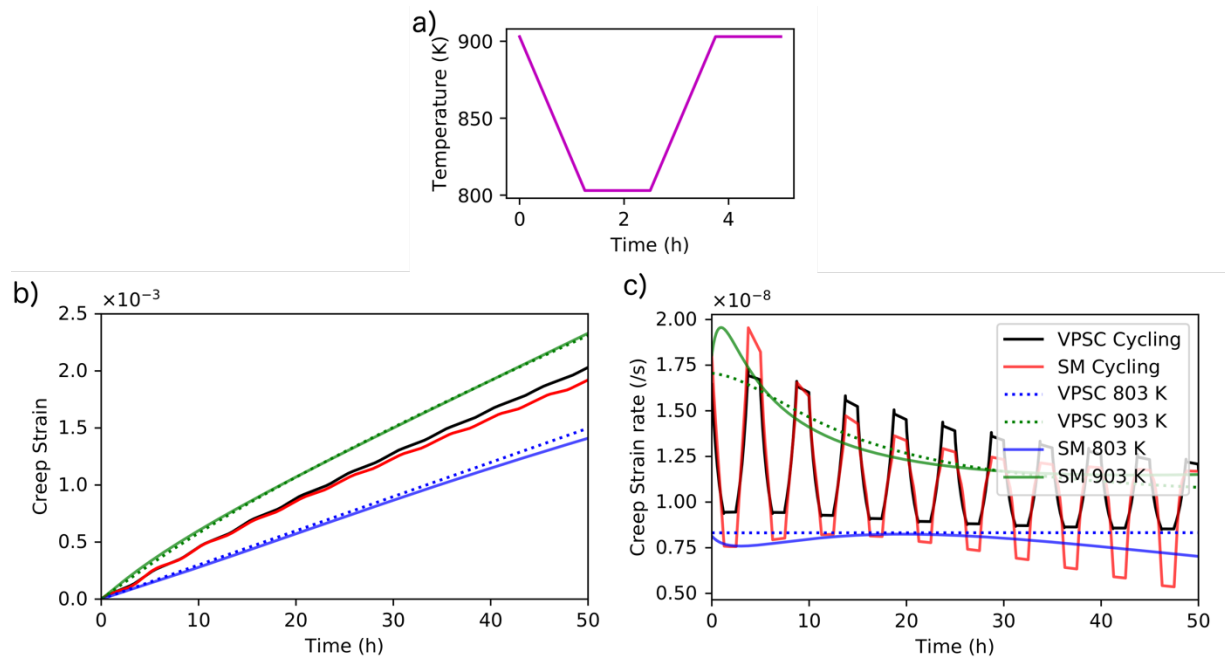 a)
900
850
800
Temperature (K)
0
2
4
Time (h)
b)
×10⁻³
2.5
2.0
1.5
1.0
0.5
0.0
Creep Strain
0
10
20
30
40
50
Time (h)
c)
×10⁻⁸
2.00
1.75
1.50
1.25
1.00
0.75
0.50
Creep Strain rate (/s)
VPSC Cycling
SM Cycling
VPSC 803 K
VPSC 903 K
SM 803 K
SM 903 K
0
10
20
30
40
50
Time (h)